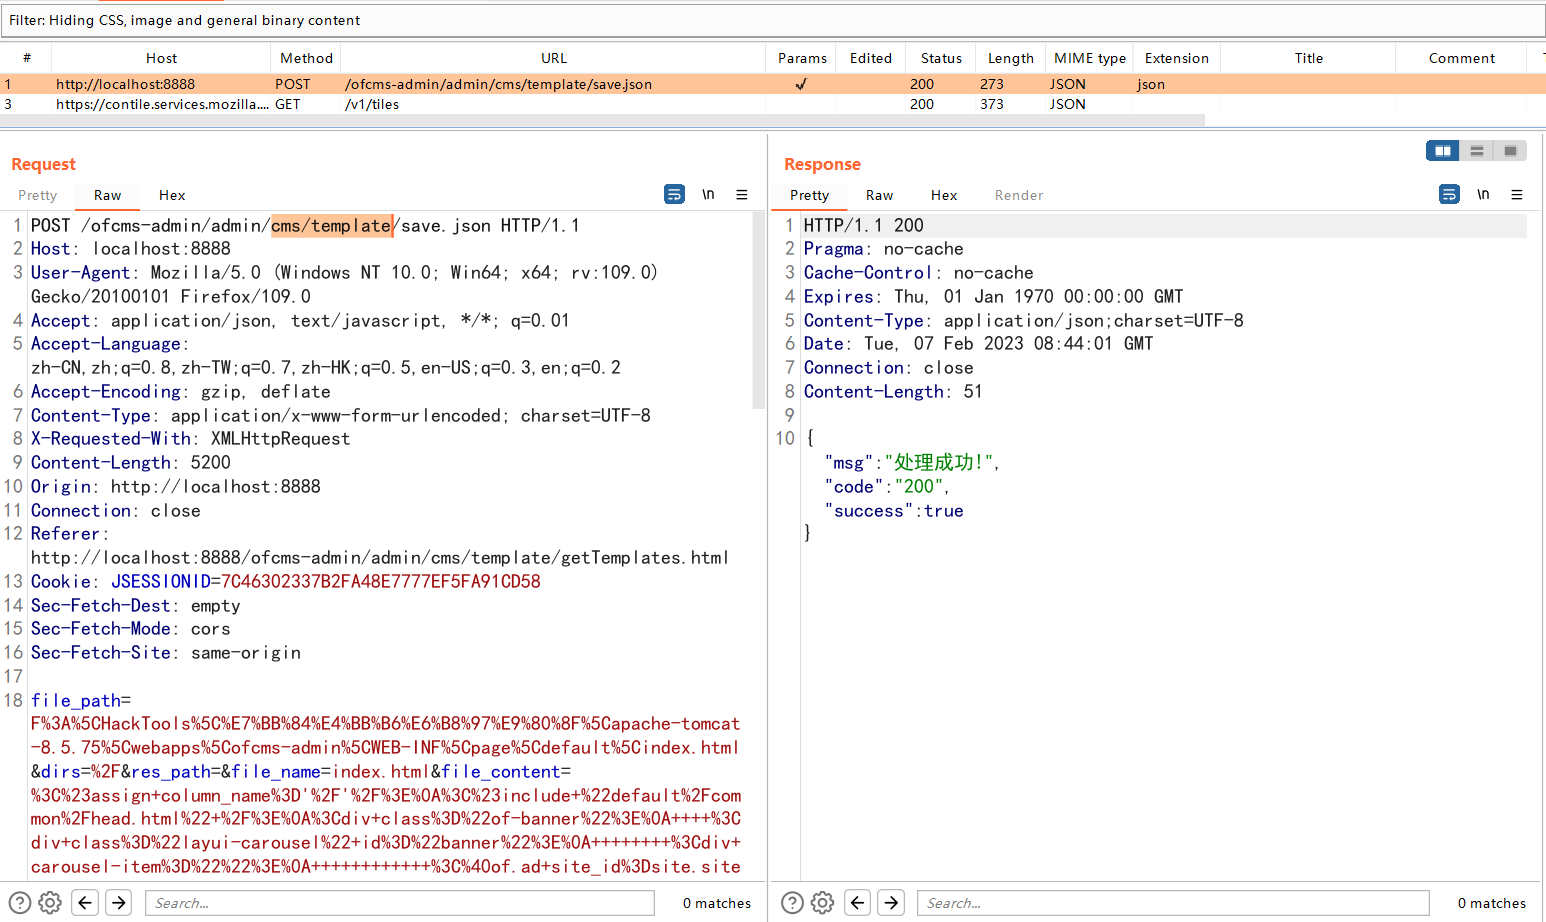 Filter: Hiding CSS, image and general binary content
# Host Method URL Params Edited Status Length MIME type Extension Title Comment
1 http://localhost:8888 POST /ofcms-admin/admin/cms/template/save.json ✓ 200 273 JSON json
3 https://contile.services.mozilla.... GET /v1/tiles 200 373 JSON
Request
Pretty Raw Hex \n
1 POST /ofcms-admin/admin/cms/template/save.json HTTP/1.1
2 Host: localhost:8888
3 User-Agent: Mozilla/5.0 (Windows NT 10.0; Win64; x64; rv:109.0)
Gecko/20100101 Firefox/109.0
4 Accept: application/json, text/javascript, */*; q=0.01
5 Accept-Language:
zh-CN,zh;q=0.8,zh-TW;q=0.7,zh-HK;q=0.5,en-US;q=0.3,en;q=0.2
6 Accept-Encoding: gzip, deflate
7 Content-Type: application/x-www-form-urlencoded; charset=UTF-8
8 X-Requested-With: XMLHttpRequest
9 Content-Length: 5200
10 Origin: http://localhost:8888
11 Connection: close
12 Referer:
http://localhost:8888/ofcms-admin/admin/cms/template/getTemplates.html
13 Cookie: JSESSIONID=7C46302337B2FA48E7777EF5FA91CD58
14 Sec-Fetch-Dest: empty
15 Sec-Fetch-Mode: cors
16 Sec-Fetch-Site: same-origin
17
18 file_path=
F%3A%5CHackTools%5C%E7%BB%84%E4%BB%B6%E6%B8%97%E9%80%8F%5Capache-tomcat
-8.5.75%5Cwebapps%5Cofcms-admin%5CWEB-INF%5Cpage%5Cdefault%5Cindex.html
&dirs=%2F&res_path=&file_name=index.html&file_content=
%3C%23assign+column_name%3D'%2F'%2F%3E%0A%3C%23include+%22default%2Fcom
mon%2Fhead.html%22+%2F%3E%0A%3Cdiv+class%3D%22of-banner%22%3E%0A++++%3C
div+class%3D%22layui-carousel%22+id%3D%22banner%22%3E%0A++++++++%3Cdiv+
carousel-item%3D%22%22%3E%0A++++++++++++%3C%40of.ad+site_id%3Dsite.site
Search... 0 matches
Response
Pretty Raw Hex Render \n
1 HTTP/1.1 200
2 Pragma: no-cache
3 Cache-Control: no-cache
4 Expires: Thu, 01 Jan 1970 00:00:00 GMT
5 Content-Type: application/json;charset=UTF-8
6 Date: Tue, 07 Feb 2023 08:44:01 GMT
7 Connection: close
8 Content-Length: 51
9
10 {
"msg":"处理成功!",
"code":"200",
"success":true
}
Search... 0 matches